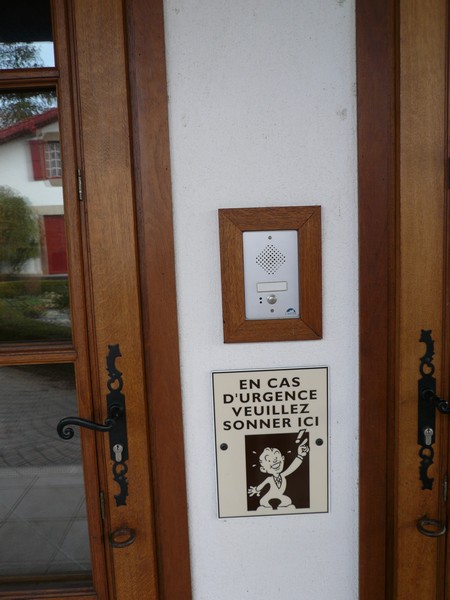 EN CAS
D'URGENCE
VEUILLEZ
SONNER ICI